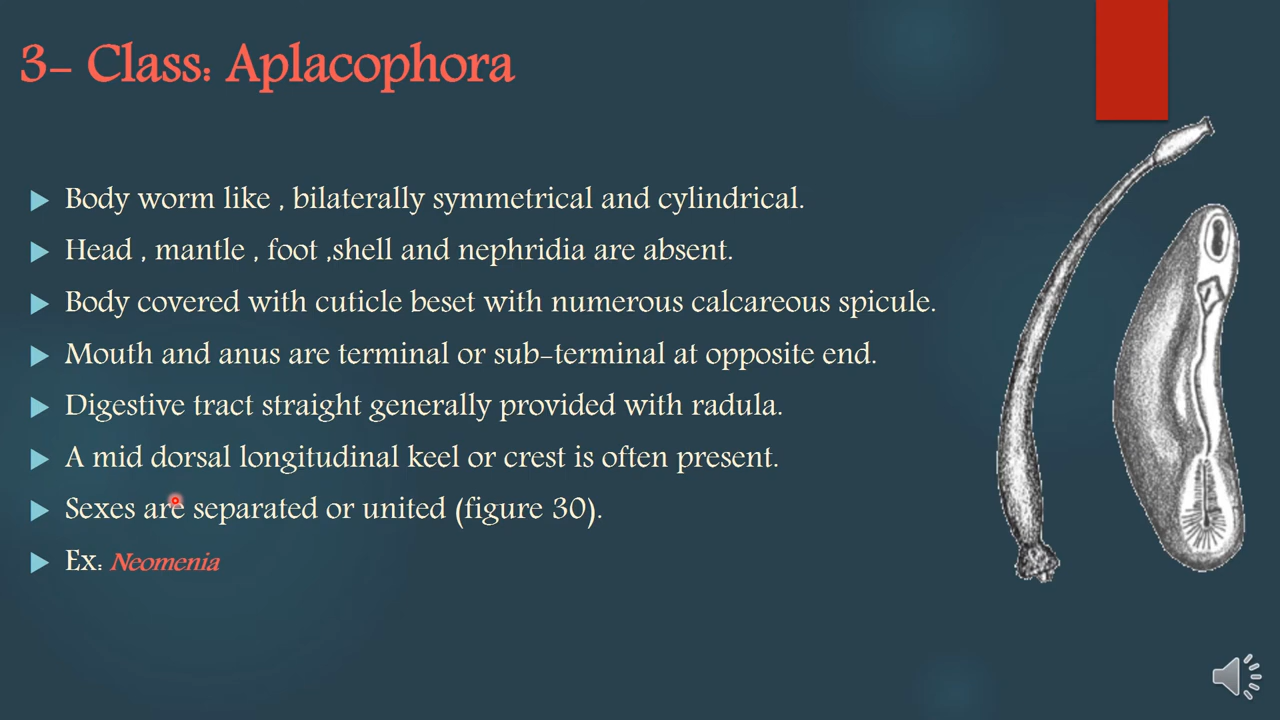 3- Class: Aplacophora
Body worm like , bilaterally symmetrical and cylindrical.
Head , mantle , foot ,shell and nephridia are absent.
Body covered with cuticle beset with numerous calcareous spicule.
Mouth and anus are terminal or sub-terminal at opposite end.
Digestive tract straight generally provided with radula.
A mid dorsal longitudinal keel or crest is often present.
Sexes are separated or united (figure 30).
Ex: Neomenia